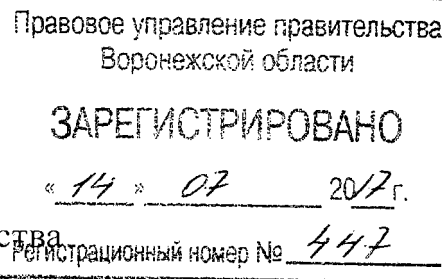 Правовое управление правительства
Воронежской области
ЗАРЕГИСТРИРОВАНО
« 14 » 07 2017 г.
ства
Регистрационный номер № 447